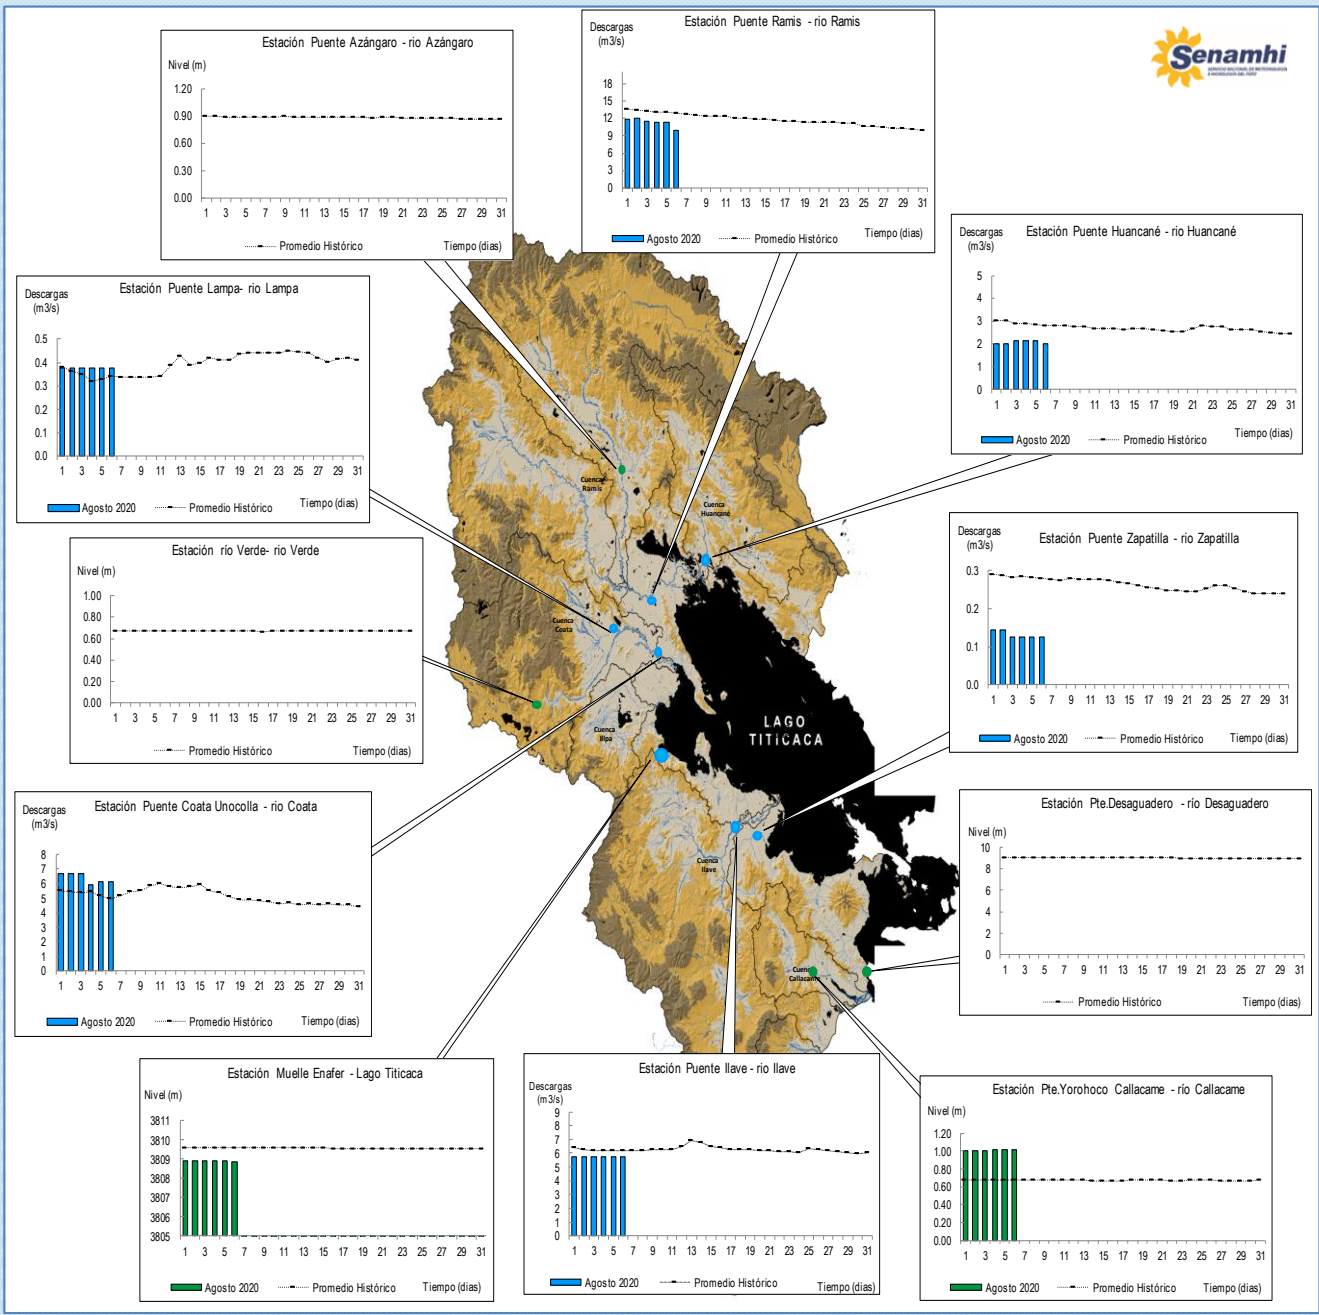 Senamhi
SERVICIO NACIONAL DE METEOROLOGÍA
E HIDROLOGÍA DEL PERÚ
Estación Puente Azángaro - rio Azángaro
Nivel (m)
1.20
0.90
0.60
0.30
0.00
1 3 5 7 9 11 13 15 17 19 21 23 25 27 29 31
Promedio Histórico Tiempo (dias)
Estación Puente Ramis - rio Ramis
Descargas
(m3/s)
18
15
12
9
6
3
0
1 3 5 7 9 11 13 15 17 19 21 23 25 27 29 31
Agosto 2020 Promedio Histórico Tiempo (dias)
Estación Puente Huancané - rio Huancané
Descargas
(m3/s)
5
4
3
2
1
0
1 3 5 7 9 11 13 15 17 19 21 23 25 27 29 31
Agosto 2020 Promedio Histórico Tiempo (dias)
Estación Puente Lampa- rio Lampa
Descargas
(m3/s)
0.5
0.4
0.3
0.2
0.1
0.0
1 3 5 7 9 11 13 15 17 19 21 23 25 27 29 31
Agosto 2020 Promedio Histórico Tiempo (dias)
Estación río Verde- rio Verde
Nivel (m)
1.00
0.80
0.60
0.40
0.20
0.00
1 3 5 7 9 11 13 15 17 19 21 23 25 27 29 31
Promedio Histórico Tiempo (dias)
Estación Puente Zapatilla - rio Zapatilla
Descargas
(m3/s)
0.3
0.2
0.1
0.0
1 3 5 7 9 11 13 15 17 19 21 23 25 27 29 31
Agosto 2020 Promedio Histórico Tiempo (dias)
Cuenca
Ramis
Cuenca
Huancané
Cuenca
Coata
Cuenca
Illpa
LAGO
TITICACA
Cuenca
Ilave
Cuenca
Callacame
Estación Puente Coata Unocolla - rio Coata
Descargas
(m3/s)
8
7
6
5
4
3
2
1
0
1 3 5 7 9 11 13 15 17 19 21 23 25 27 29 31
Agosto 2020 Promedio Histórico Tiempo (dias)
Estación Pte.Desaguadero - río Desaguadero
Nivel (m)
10
8
6
4
2
0
1 3 5 7 9 11 13 15 17 19 21 23 25 27 29 31
Promedio Histórico Tiempo (dias)
Estación Muelle Enafer - Lago Titicaca
Nivel (m)
3811
3810
3809
3808
3807
3806
3805
1 3 5 7 9 11 13 15 17 19 21 23 25 27 29 31
Agosto 2020 Promedio Histórico Tiempo (dias)
Estación Puente Ilave - rio Ilave
Descargas
(m3/s)
9
8
7
6
5
4
3
2
1
0
1 3 5 7 9 11 13 15 17 19 21 23 25 27 29 31
Agosto 2020 Promedio Histórico Tiempo (dias)
Estación Pte.Yorohoco Callacame - río Callacame
Nivel (m)
1.20
1.00
0.80
0.60
0.40
0.20
0.00
1 3 5 7 9 11 13 15 17 19 21 23 25 27 29 31
Agosto 2020 Promedio Histórico Tiempo (dias)